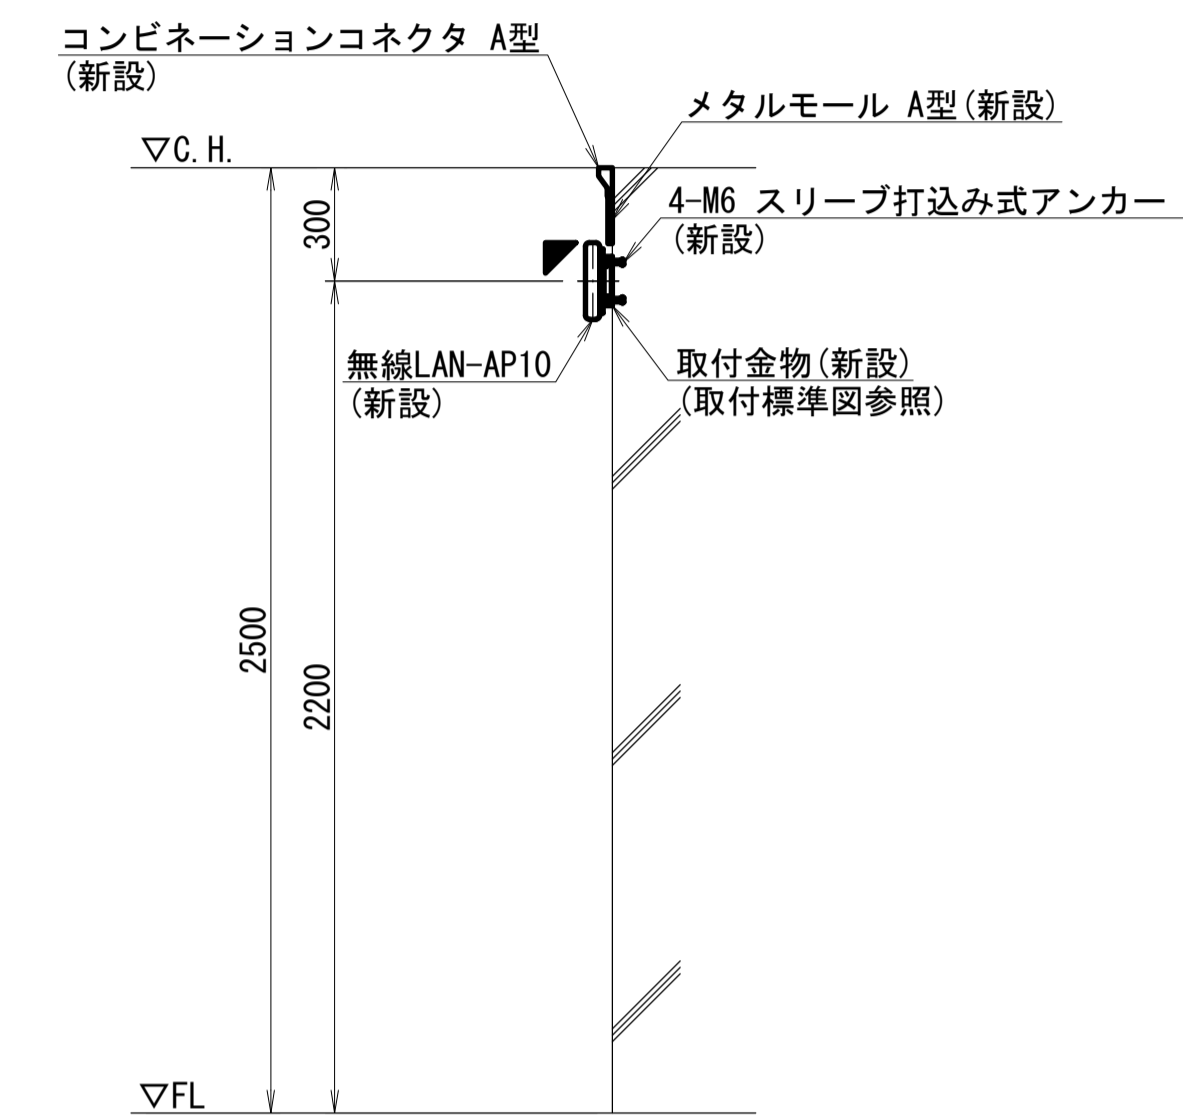 コンビネーションコネクタ A型
(新設)
メタルモール A型(新設)
▽C.H.
4-M6 スリーブ打込み式アンカー
(新設)
300
無線LAN-AP10
(新設)
取付金物(新設)
(取付標準図参照)
2500
2200
▽FL